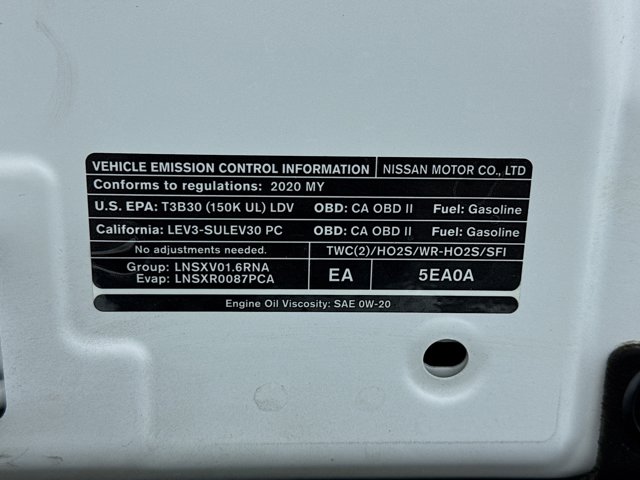 VEHICLE EMISSION CONTROL INFORMATION NISSAN MOTOR CO., LTD
Conforms to regulations: 2020 MY
U.S. EPA: T3B30 (150K UL) LDV OBD: CA OBD II Fuel: Gasoline
California: LEV3-SULEV30 PC OBD: CA OBD II Fuel: Gasoline
No adjustments needed. TWC(2)/HO2S/WR-HO2S/SFI
Group: LNSXV01.6RNA
Evap: LNSXR0087PCA
EA 5EA0A
Engine Oil Viscosity: SAE 0W-20